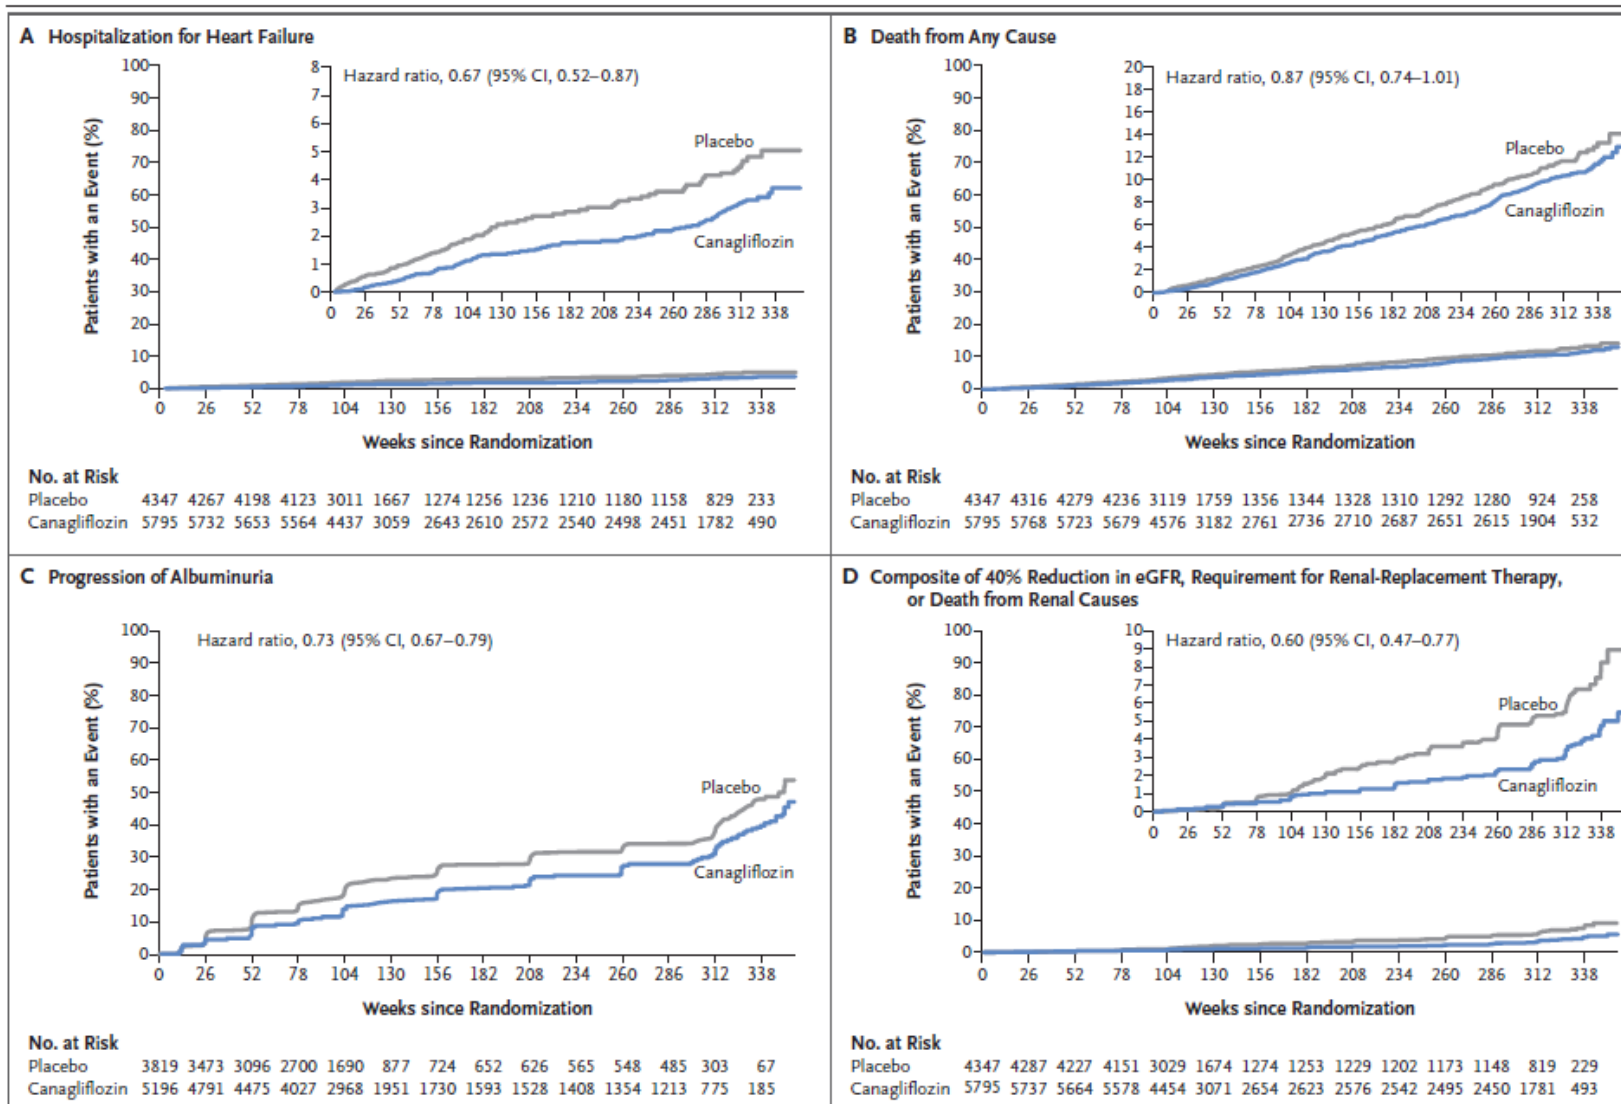 A Hospitalization for Heart Failure
Patients with an Event (%)
100
90
80
70
60
50
40
30
20
10
0
8
7
6
5
4
3
2
1
0
Hazard ratio, 0.67 (95% CI, 0.52–0.87)
Placebo
Canagliflozin
0 26 52 78 104 130 156 182 208 234 260 286 312 338
0 26 52 78 104 130 156 182 208 234 260 286 312 338
Weeks since Randomization
No. at Risk
Placebo 4347 4267 4198 4123 3011 1667 1274 1256 1236 1210 1180 1158 829 233
Canagliflozin 5795 5732 5653 5564 4437 3059 2643 2610 2572 2540 2498 2451 1782 490
B Death from Any Cause
Patients with an Event (%)
100
90
80
70
60
50
40
30
20
10
0
20
18
16
14
12
10
8
6
4
2
0
Hazard ratio, 0.87 (95% CI, 0.74–1.01)
Placebo
Canagliflozin
0 26 52 78 104 130 156 182 208 234 260 286 312 338
0 26 52 78 104 130 156 182 208 234 260 286 312 338
Weeks since Randomization
No. at Risk
Placebo 4347 4316 4279 4236 3119 1759 1356 1344 1328 1310 1292 1280 924 258
Canagliflozin 5795 5768 5723 5679 4576 3182 2761 2736 2710 2687 2651 2615 1904 532
C Progression of Albuminuria
Patients with an Event (%)
100
90
80
70
60
50
40
30
20
10
0
Hazard ratio, 0.73 (95% CI, 0.67–0.79)
Placebo
Canagliflozin
0 26 52 78 104 130 156 182 208 234 260 286 312 338
Weeks since Randomization
No. at Risk
Placebo 3819 3473 3096 2700 1690 877 724 652 626 565 548 485 303 67
Canagliflozin 5196 4791 4475 4027 2968 1951 1730 1593 1528 1408 1354 1213 775 185
D Composite of 40% Reduction in eGFR, Requirement for Renal-Replacement Therapy,
or Death from Renal Causes
Patients with an Event (%)
100
90
80
70
60
50
40
30
20
10
0
10
9
8
7
6
5
4
3
2
1
0
Hazard ratio, 0.60 (95% CI, 0.47–0.77)
Placebo
Canagliflozin
0 26 52 78 104 130 156 182 208 234 260 286 312 338
0 26 52 78 104 130 156 182 208 234 260 286 312 338
Weeks since Randomization
No. at Risk
Placebo 4347 4287 4227 4151 3029 1674 1274 1253 1229 1202 1173 1148 819 229
Canagliflozin 5795 5737 5664 5578 4454 3071 2654 2623 2576 2542 2495 2450 1781 493